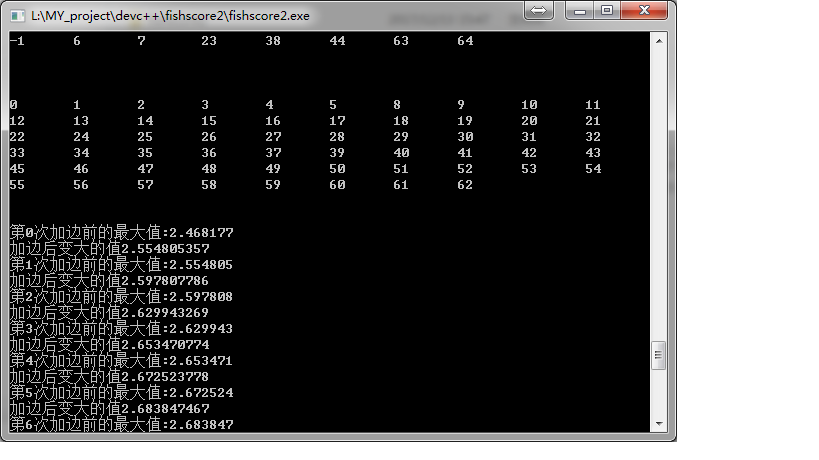 L:\MY_project\devc++\fishscore2\fishscore2.exe
-1 6 7 23 38 44 63 64
0 1 2 3 4 5 8 9 10 11
12 13 14 15 16 17 18 19 20 21
22 24 25 26 27 28 29 30 31 32
33 34 35 36 37 39 40 41 42 43
45 46 47 48 49 50 51 52 53 54
55 56 57 58 59 60 61 62
第0次加边前的最大值:2.468177
加边后变大的值2.554805357
第1次加边前的最大值:2.554805
加边后变大的值2.597807786
第2次加边前的最大值:2.597808
加边后变大的值2.629943269
第3次加边前的最大值:2.629943
加边后变大的值2.653470774
第4次加边前的最大值:2.653471
加边后变大的值2.672523778
第5次加边前的最大值:2.672524
加边后变大的值2.683847467
第6次加边前的最大值:2.683847